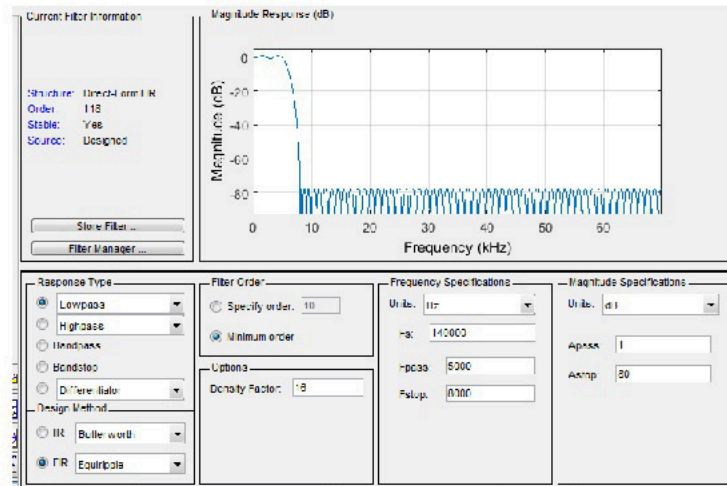 Current Filter Information
Structure: Direct-Form FIR
Order: 116
Stable: Yes
Source: Designed
Store Filter ...
Filter Manager ...
Magnitude Response (dB)
Magnitude (dB)
0
-20
-40
-60
-80
0
10
20
30
40
50
60
Frequency (kHz)
Response Type
Lowpass
Highpass
Bandpass
Bandstop
Differentiator
Design Method
IIR
Butterworth
FIR
Equiripple
Filter Order
Specify order: 10
Minimum order
Options
Density Factor: 16
Frequency Specifications
Units: Hz
Fs: 140000
Fpass: 5000
Fstop: 8000
Magnitude Specifications
Units: dB
Apass: 1
Astop: 80